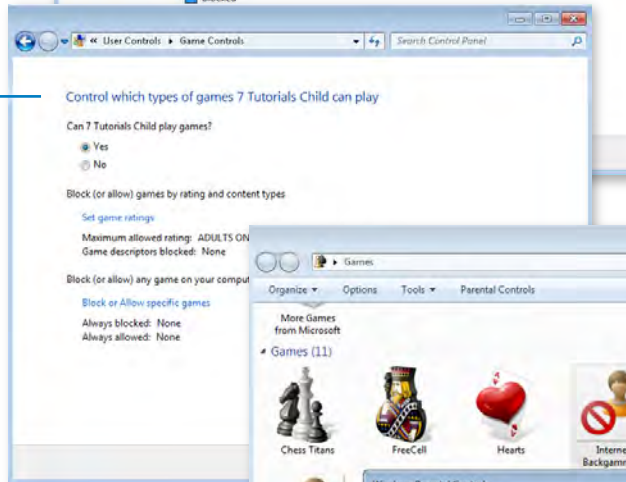 « User Controls ▸ Game Controls
Search Control Panel
Control which types of games 7 Tutorials Child can play
Can 7 Tutorials Child play games?
Yes
No
Block (or allow) games by rating and content types
Set game ratings
Maximum allowed rating: ADULTS ON
Game descriptors blocked: None
Block (or allow) any game on your comput
Block or Allow specific games
Always blocked: None
Always allowed: None
▸ Games
Organize Options Tools Parental Controls
More Games
from Microsoft
Games (11)
Chess Titans FreeCell Hearts Interne
Backgamm